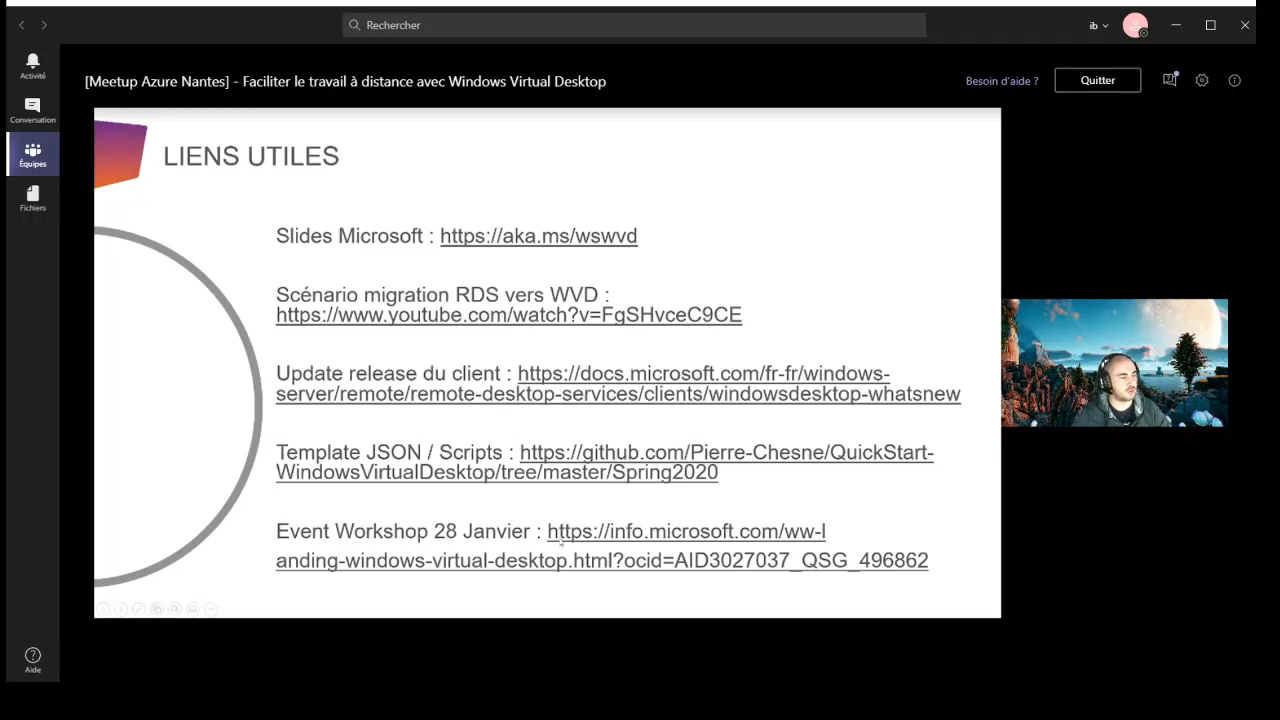 Rechercher
ib
Activité
Conversation
Équipes
Fichiers
Aide
[Meetup Azure Nantes] - Faciliter le travail à distance avec Windows Virtual Desktop
Besoin d'aide ?
Quitter
LIENS UTILES
Slides Microsoft : https://aka.ms/wswvd
Scénario migration RDS vers WVD :
https://www.youtube.com/watch?v=FgSHvceC9CE
Update release du client : https://docs.microsoft.com/fr-fr/windows-
server/remote/remote-desktop-services/clients/windowsdesktop-whatsnew
Template JSON / Scripts : https://github.com/Pierre-Chesne/QuickStart-
WindowsVirtualDesktop/tree/master/Spring2020
Event Workshop 28 Janvier : https://info.microsoft.com/ww-l
anding-windows-virtual-desktop.html?ocid=AID3027037_QSG_496862